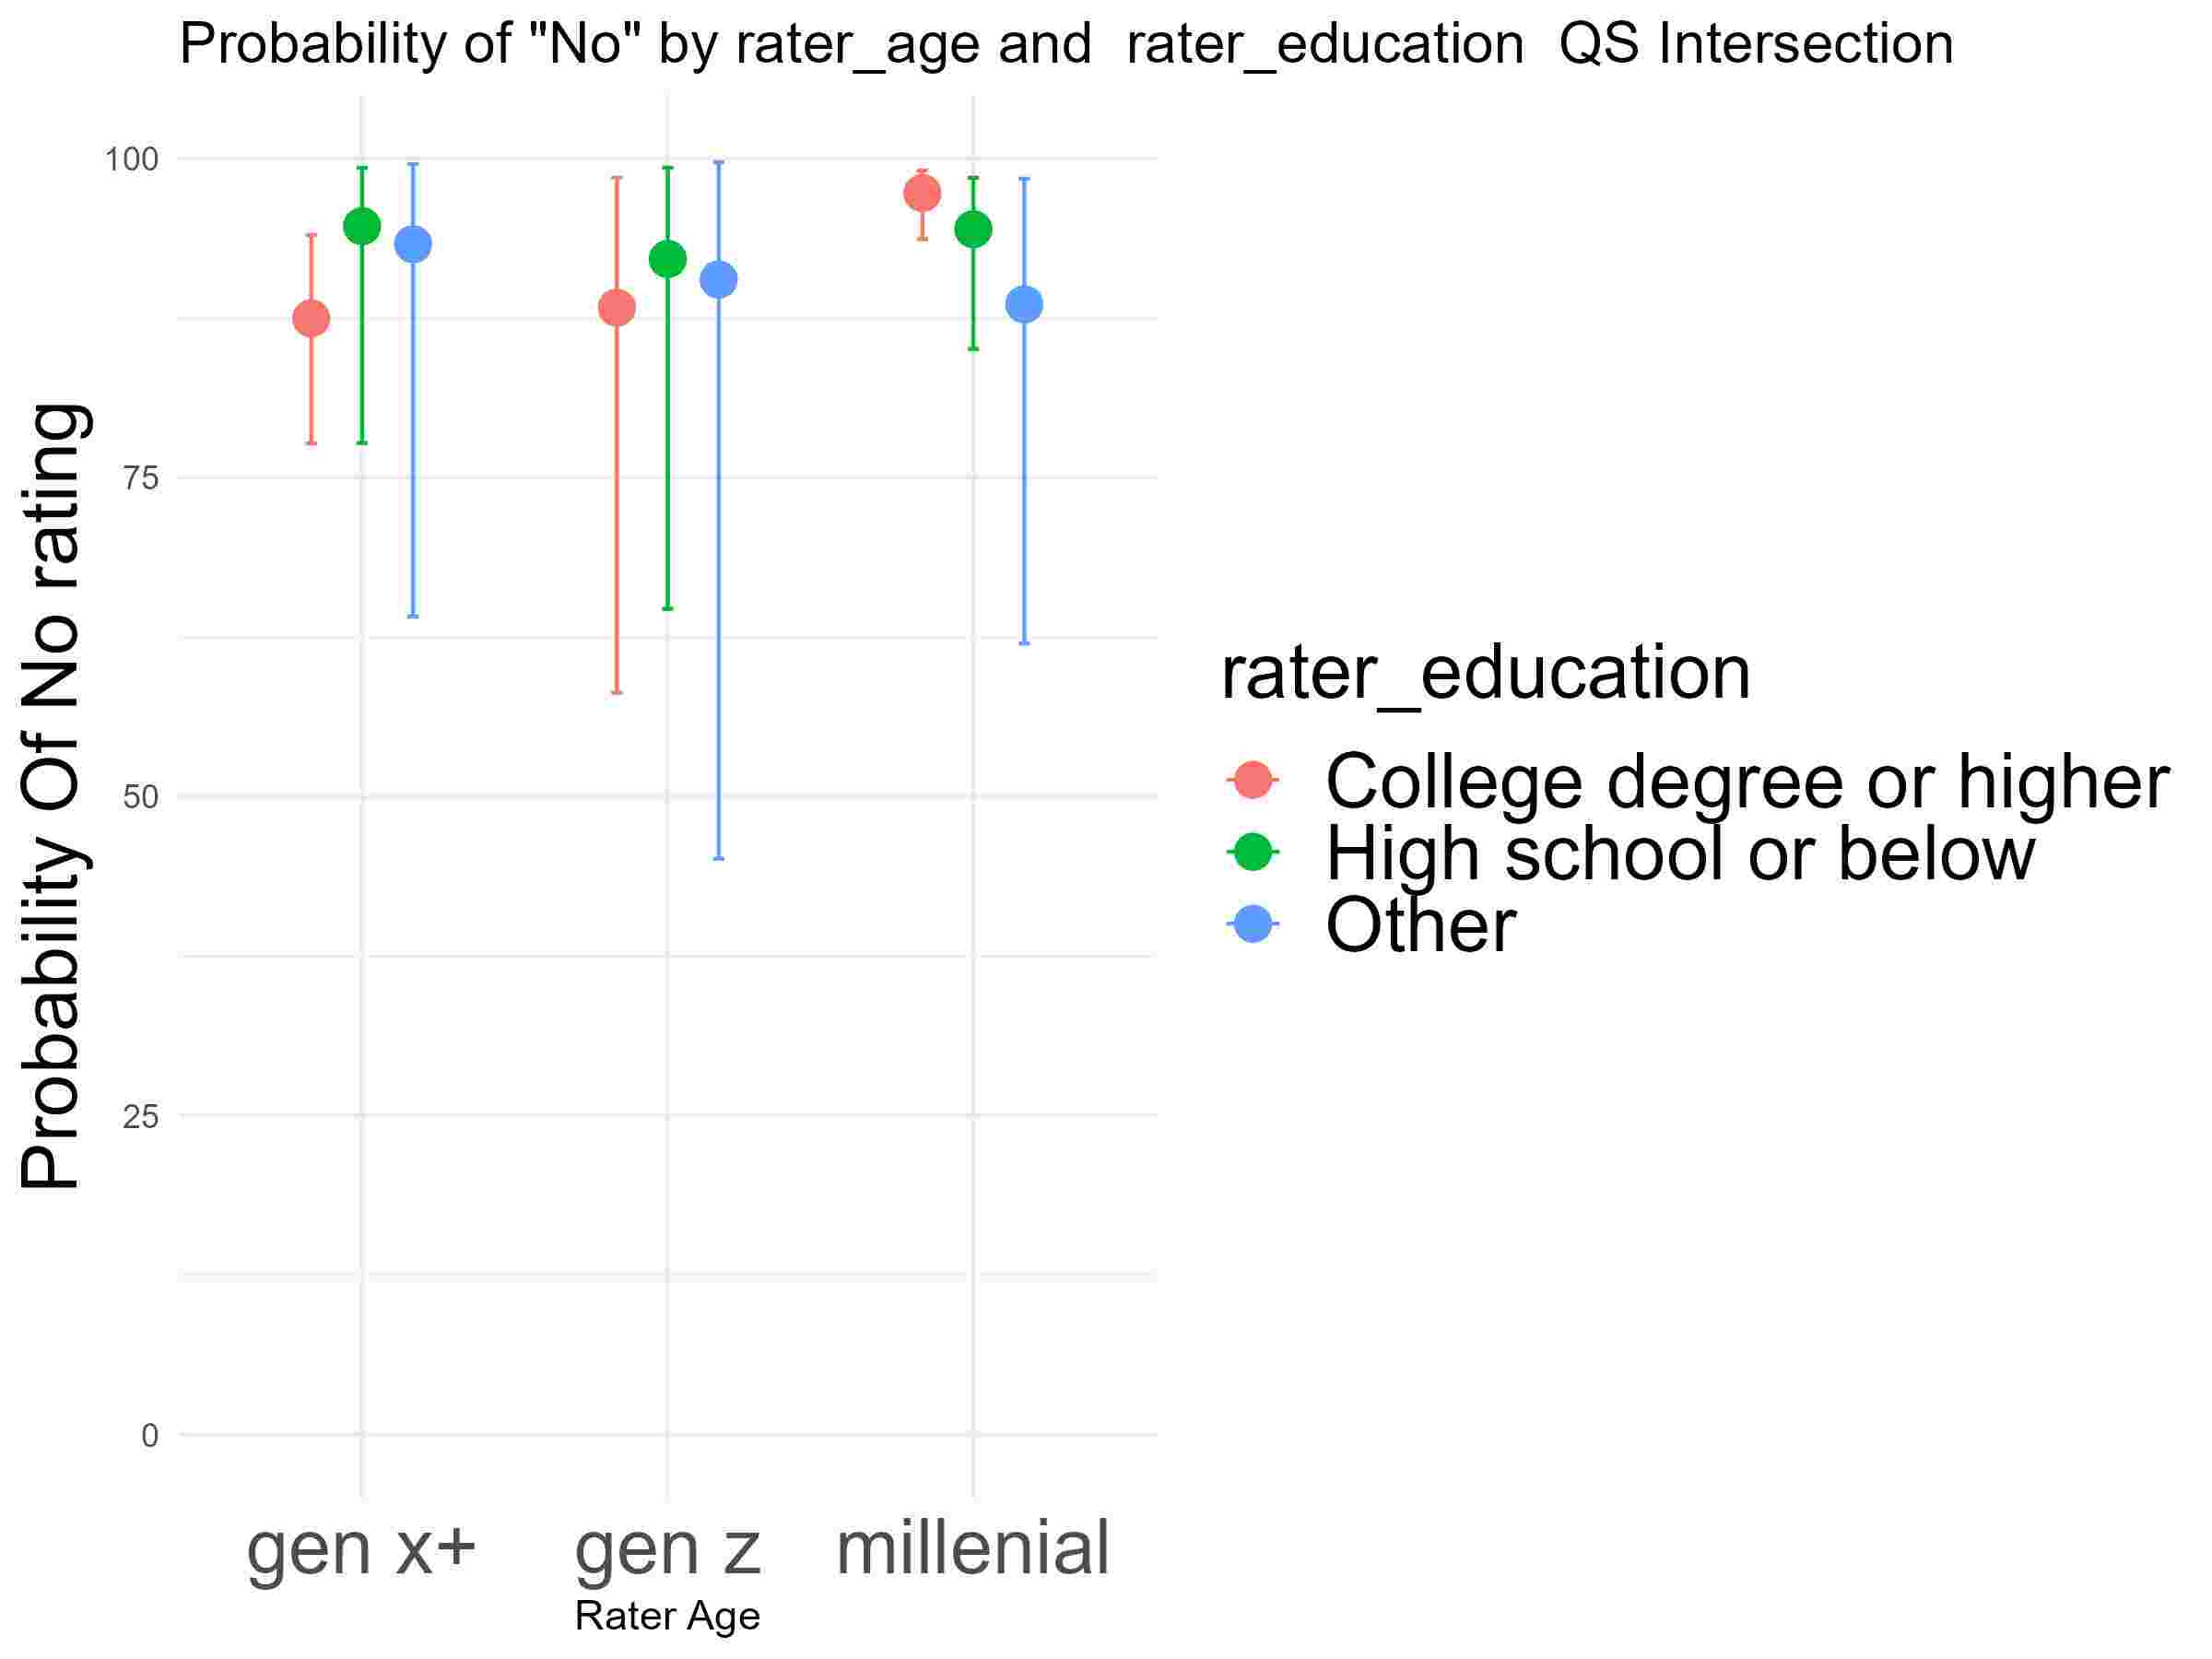 Probability of "No" by rater_age and  rater_education  QS Intersection
Probability Of No rating
100
75
50
25
0
gen x+
gen z
millenial
Rater Age
rater_education
College degree or higher
High school or below
Other